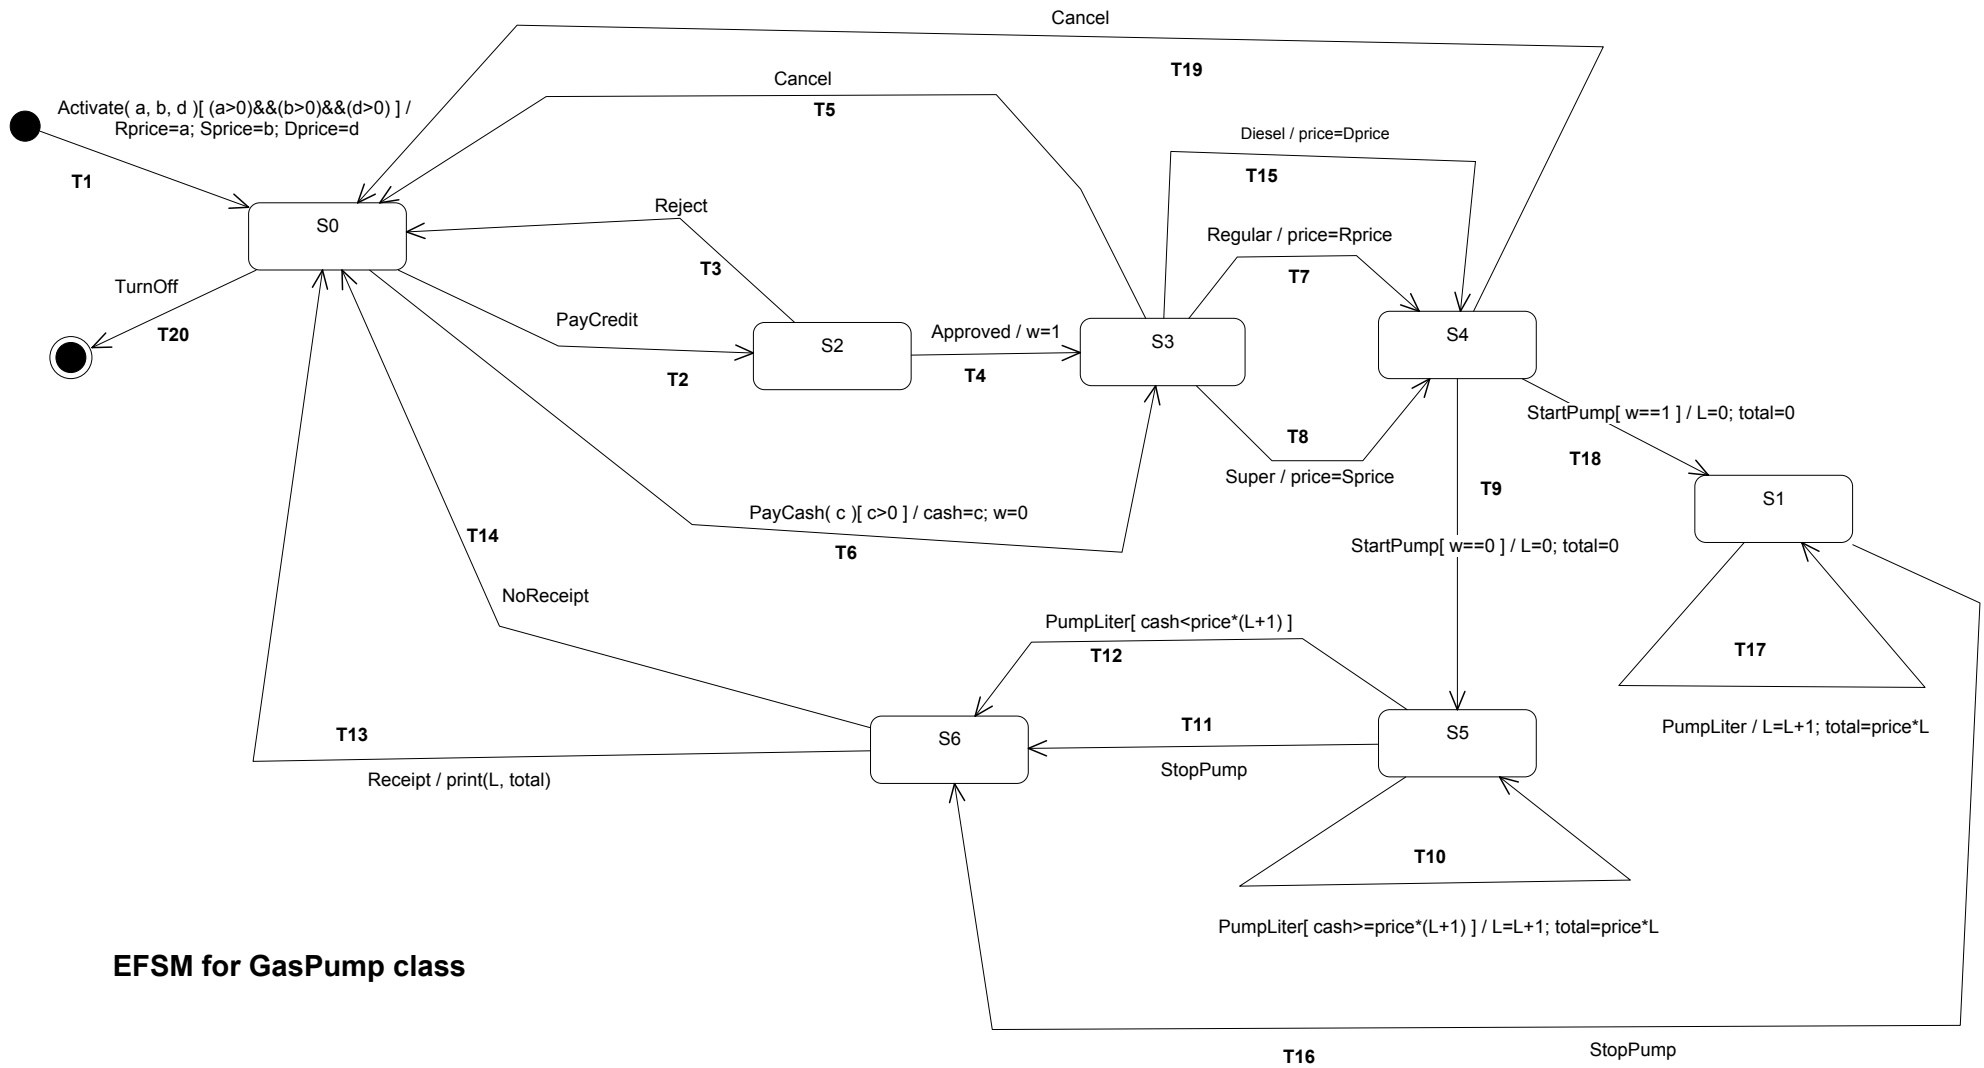 Cancel
T19
Cancel
T5
Activate( a, b, d )[ (a>0)&&(b>0)&&(d>0) ] /
Rprice=a; Sprice=b; Dprice=d
T1
Diesel / price=Dprice
T15
Reject
T3
S0
Regular / price=Rprice
T7
TurnOff
T20
PayCredit
T2
S2
Approved / w=1
T4
S3
S4
StartPump[ w==1 ] / L=0; total=0
T18
T8
Super / price=Sprice
T9
S1
PayCash( c )[ c>0 ] / cash=c; w=0
T6
T14
StartPump[ w==0 ] / L=0; total=0
NoReceipt
PumpLiter[ cash<price*(L+1) ]
T12
T17
PumpLiter / L=L+1; total=price*L
T11
StopPump
S5
S6
T13
Receipt / print(L, total)
T10
PumpLiter[ cash>=price*(L+1) ] / L=L+1; total=price*L
EFSM for GasPump class
T16
StopPump